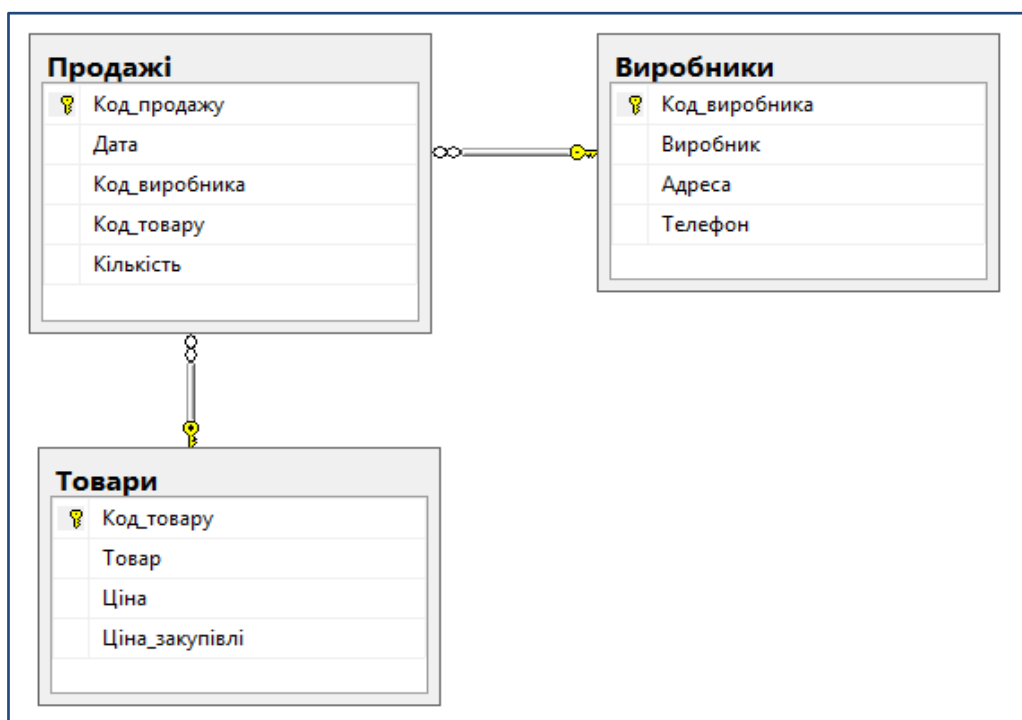 Продажі
Код_продажу
Дата
Код_виробника
Код_товару
Кількість
Виробники
Код_виробника
Виробник
Адреса
Телефон
Товари
Код_товару
Товар
Ціна
Ціна_закупівлі